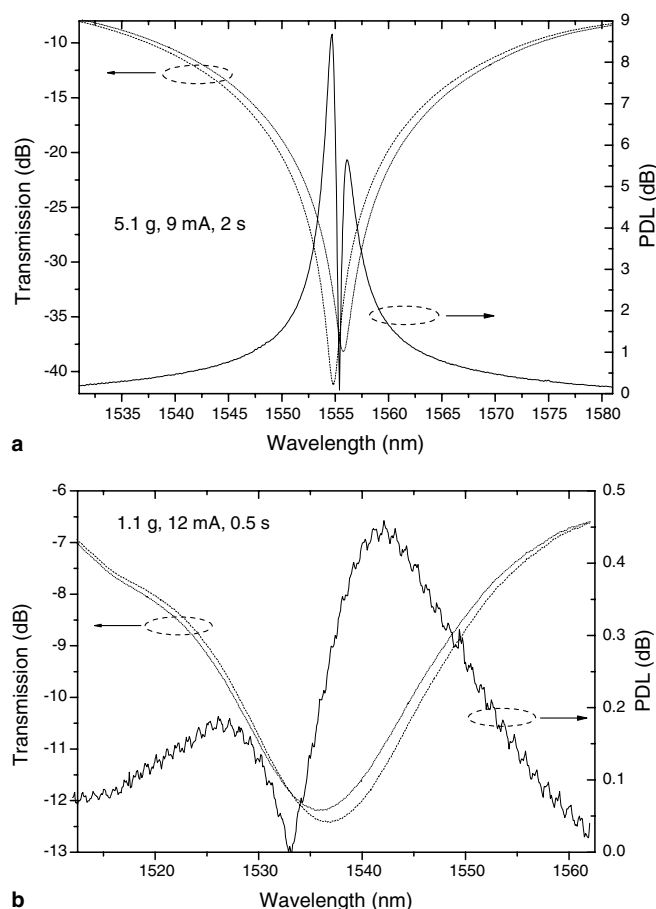 -10
-15
-20
-25
-30
-35
-40
Transmission (dB)
5.1 g, 9 mA, 2 s
9
8
7
6
5
4
3
2
1
0
PDL (dB)
1535 1540 1545 1550 1555 1560 1565 1570 1575 1580
Wavelength (nm)
a
-6
-7
-8
-9
-10
-11
-12
-13
Transmission (dB)
1.1 g, 12 mA, 0.5 s
0.5
0.4
0.3
0.2
0.1
0.0
PDL (dB)
1520 1530 1540 1550 1560
Wavelength (nm)
b